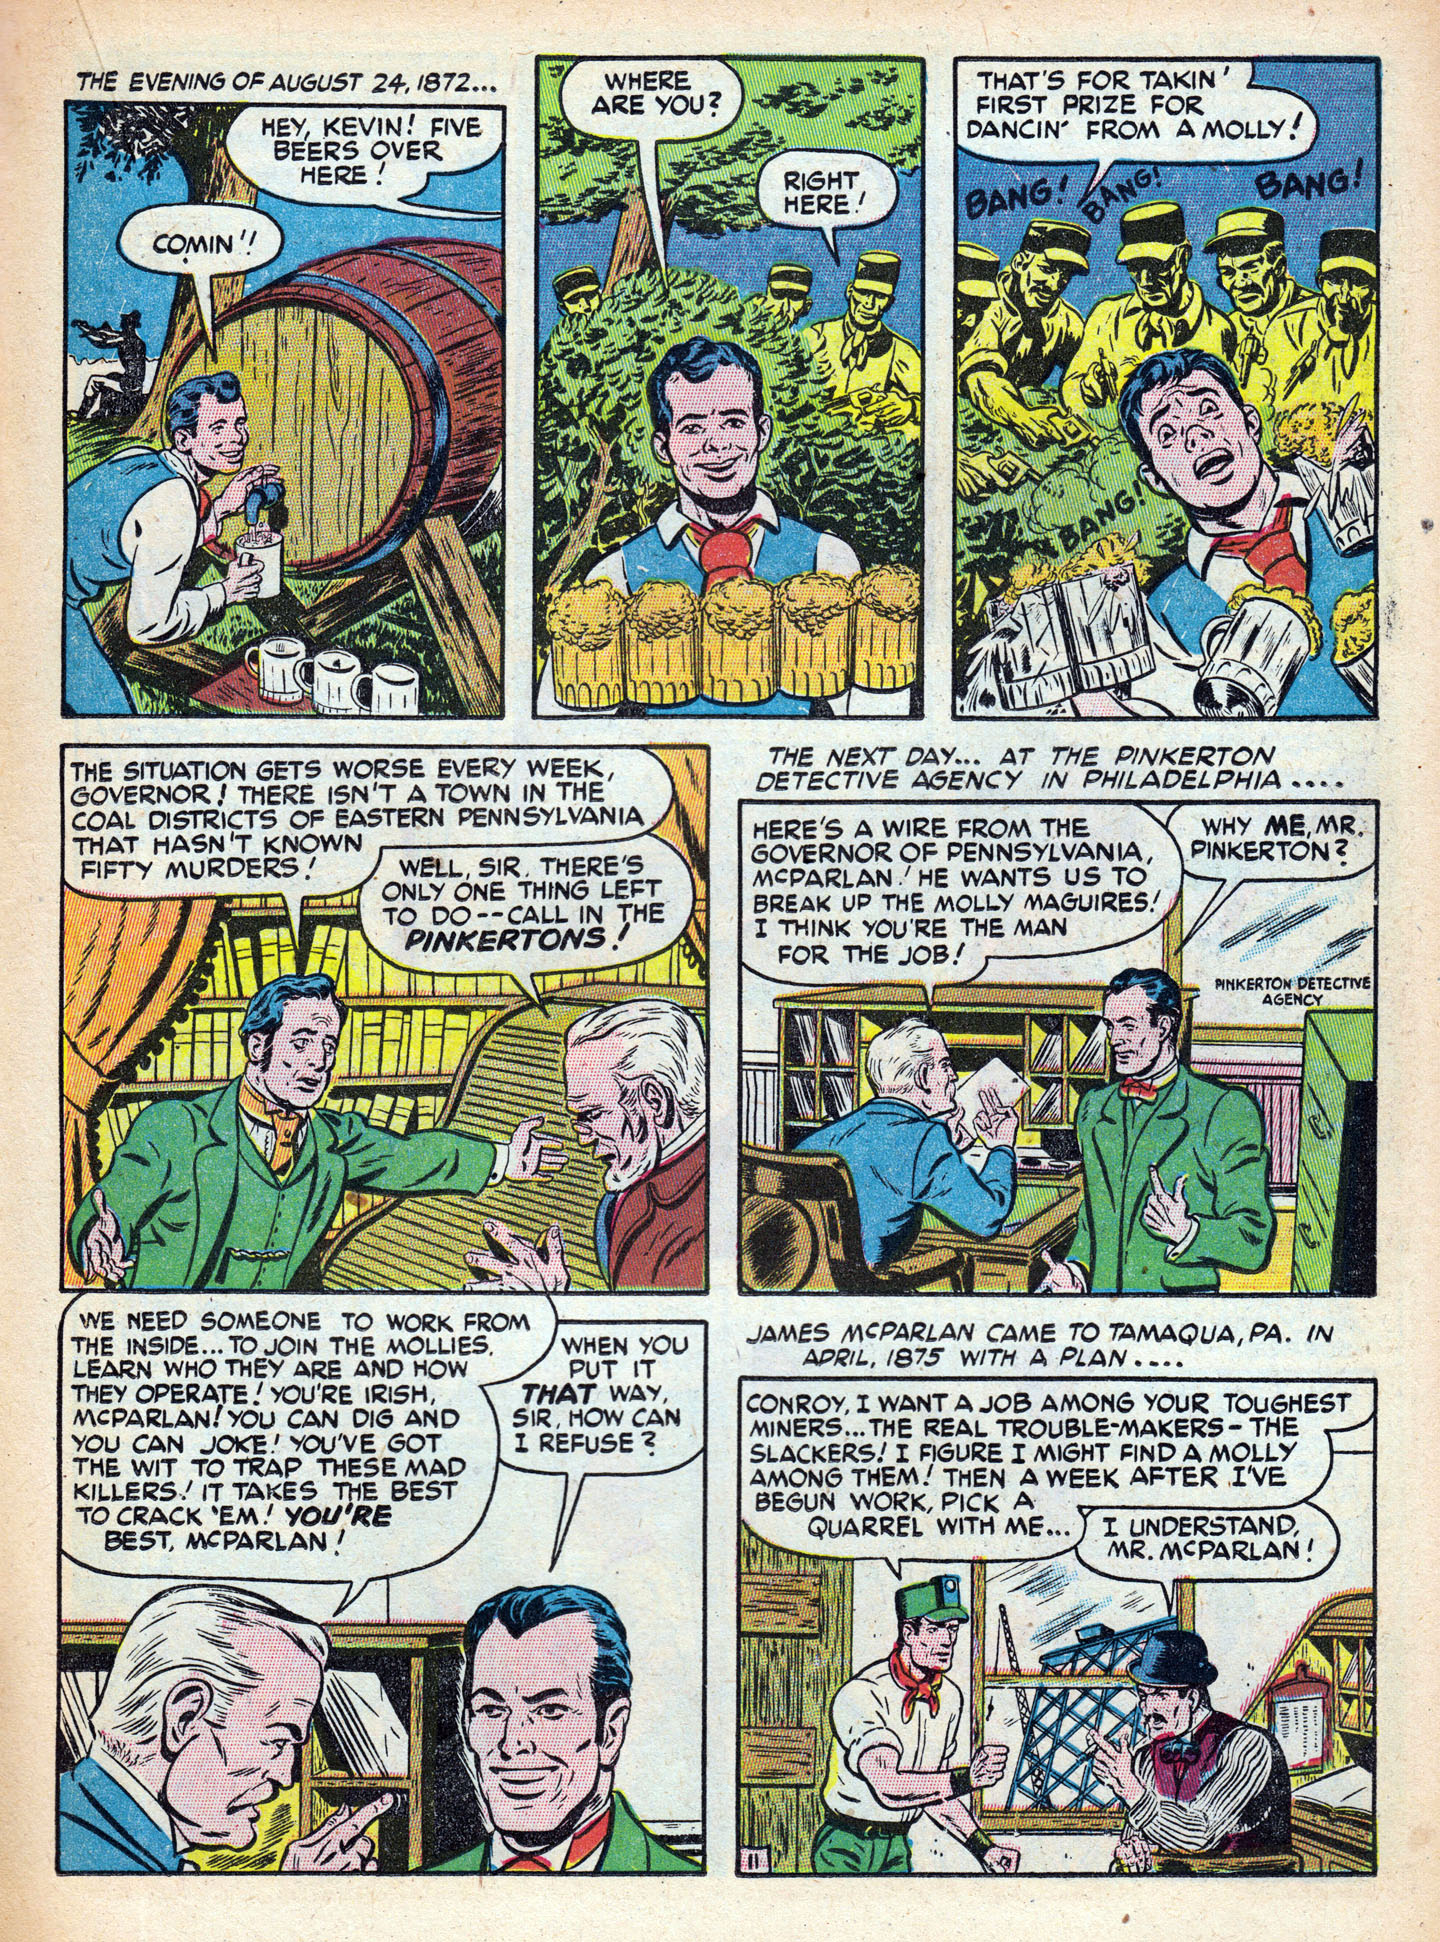 THE EVENING OF AUGUST 24, 1872...
HEY, KEVIN! FIVE
BEERS OVER
HERE!
COMIN'!
WHERE
ARE YOU?
RIGHT
HERE!
THAT'S FOR TAKIN'
FIRST PRIZE FOR
DANCIN' FROM A MOLLY!
BANG!
BANG!
BANG!
BANG!
THE SITUATION GETS WORSE EVERY WEEK,
GOVERNOR! THERE ISN'T A TOWN IN THE
COAL DISTRICTS OF EASTERN PENNSYLVANIA
THAT HASN'T KNOWN
FIFTY MURDERS!
WELL, SIR, THERE'S
ONLY ONE THING LEFT
TO DO--CALL IN THE
PINKERTONS!
THE NEXT DAY... AT THE PINKERTON
DETECTIVE AGENCY IN PHILADELPHIA....
HERE'S A WIRE FROM THE
GOVERNOR OF PENNSYLVANIA,
MCPARLAN! HE WANTS US TO
BREAK UP THE MOLLY MAGUIRES!
I THINK YOU'RE THE MAN
FOR THE JOB!
WHY ME, MR.
PINKERTON?
PINKERTON DETECTIVE
AGENCY
WE NEED SOMEONE TO WORK FROM
THE INSIDE... TO JOIN THE MOLLIES,
LEARN WHO THEY ARE AND HOW
THEY OPERATE! YOU'RE IRISH,
MCPARLAN! YOU CAN DIG AND
YOU CAN JOKE! YOU'VE GOT
THE WIT TO TRAP THESE MAD
KILLERS! IT TAKES THE BEST
TO CRACK 'EM! YOU'RE
BEST, MCPARLAN!
WHEN YOU
PUT IT
THAT WAY,
SIR, HOW CAN
I REFUSE?
JAMES MCPARLAN CAME TO TAMAQUA, PA. IN
APRIL, 1875 WITH A PLAN....
CONROY, I WANT A JOB AMONG YOUR TOUGHEST
MINERS... THE REAL TROUBLE-MAKERS - THE
SLACKERS! I FIGURE I MIGHT FIND A MOLLY
AMONG THEM! THEN A WEEK AFTER I'VE
BEGUN WORK, PICK A
QUARREL WITH ME...
I UNDERSTAND,
MR. MCPARLAN!
11